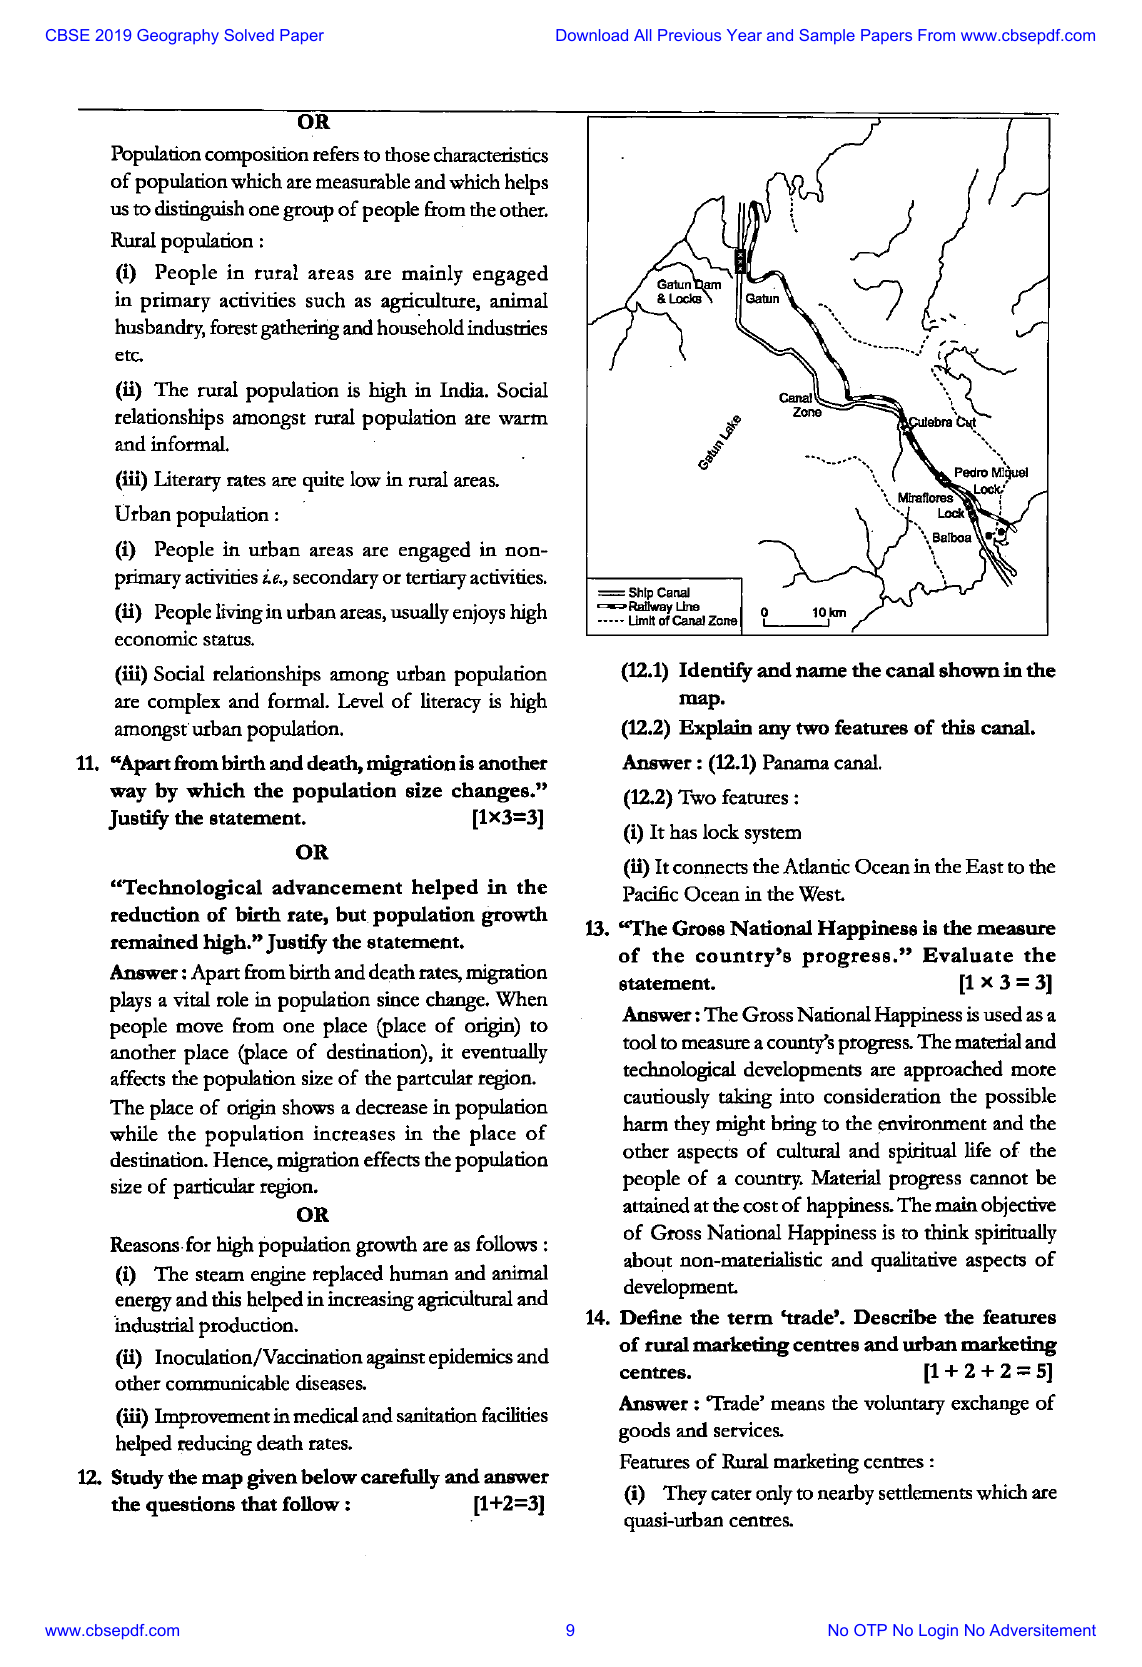 CBSE 2019 Geography Solved Paper
Download All Previous Year and Sample Papers From www.cbsepdf.com
OR
Population composition refers to those characteristics
of population which are measurable and which helps
us to distinguish one group of people from the other.
Rural population :
(i) People in rural areas are mainly engaged
in primary activities such as agriculture, animal
husbandry, forest gathering and household industries
etc.
(ii) The rural population is high in India. Social
relationships amongst rural population are warm
and informal.
(iii) Literary rates are quite low in rural areas.
Urban population :
(i) People in urban areas are engaged in non-
primary activities i.e., secondary or tertiary activities.
(ii) People living in urban areas, usually enjoys high
economic status.
(iii) Social relationships among urban population
are complex and formal. Level of literacy is high
amongst urban population.
11. “Apart from birth and death, migration is another
way by which the population size changes.”
Justify the statement. [1×3=3]
OR
“Technological advancement helped in the
reduction of birth rate, but population growth
remained high.” Justify the statement.
Answer : Apart from birth and death rates, migration
plays a vital role in population since change. When
people move from one place (place of origin) to
another place (place of destination), it eventually
affects the population size of the partcular region.
The place of origin shows a decrease in population
while the population increases in the place of
destination. Hence, migration effects the population
size of particular region.
OR
Reasons for high population growth are as follows :
(i) The steam engine replaced human and animal
energy and this helped in increasing agricultural and
industrial production.
(ii) Inoculation/Vaccination against epidemics and
other communicable diseases.
(iii) Improvement in medical and sanitation facilities
helped reducing death rates.
12. Study the map given below carefully and answer
the questions that follow : [1+2=3]
Gatun Dam
& Locks
Gatun
Canal
Zone
Gatun Lake
Culebra Cut
Pedro Miquel
Lock
Miraflores
Lock
Balboa
Ship Canal
Railway Line
Limit of Canal Zone
0 10 km
(12.1) Identify and name the canal shown in the
map.
(12.2) Explain any two features of this canal.
Answer : (12.1) Panama canal.
(12.2) Two features :
(i) It has lock system
(ii) It connects the Atlantic Ocean in the East to the
Pacific Ocean in the West.
13. “The Gross National Happiness is the measure
of the country’s progress.” Evaluate the
statement. [1 × 3 = 3]
Answer : The Gross National Happiness is used as a
tool to measure a county’s progress. The material and
technological developments are approached more
cautiously taking into consideration the possible
harm they might bring to the environment and the
other aspects of cultural and spiritual life of the
people of a country. Material progress cannot be
attained at the cost of happiness. The main objective
of Gross National Happiness is to think spiritually
about non-materialistic and qualitative aspects of
development.
14. Define the term ‘trade’. Describe the features
of rural marketing centres and urban marketing
centres. [1 + 2 + 2 = 5]
Answer : ‘Trade’ means the voluntary exchange of
goods and services.
Features of Rural marketing centres :
(i) They cater only to nearby settlements which are
quasi-urban centres.
www.cbsepdf.com
9
No OTP No Login No Adversitement